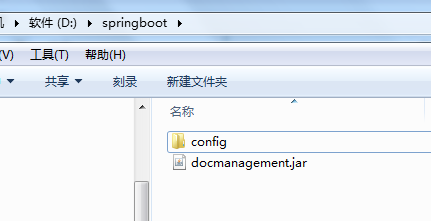 几 ▸ 软件 (D:) ▸ springboot ▸
(V) 工具(T) 帮助(H)
共享 ▼ 刻录 新建文件夹
名称
config
docmanagement.jar